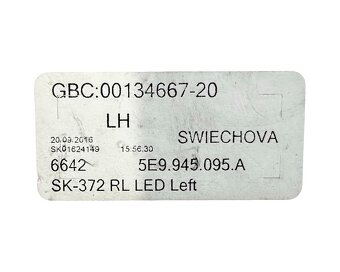 GBC:00134667-20
LH
20.09.2016 SWIECHOVA
SK01624149 15:56:30
6642 5E9.945.095.A
SK-372 RL LED Left